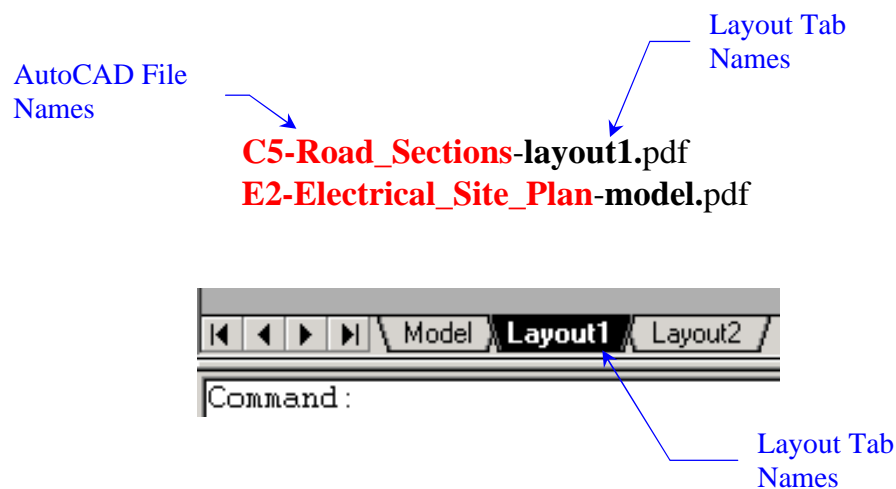 Layout Tab
Names
AutoCAD File
Names
C5-Road_Sections-layout1.pdf
E2-Electrical_Site_Plan-model.pdf
Model Layout1 Layout2
Command:
Layout Tab
Names